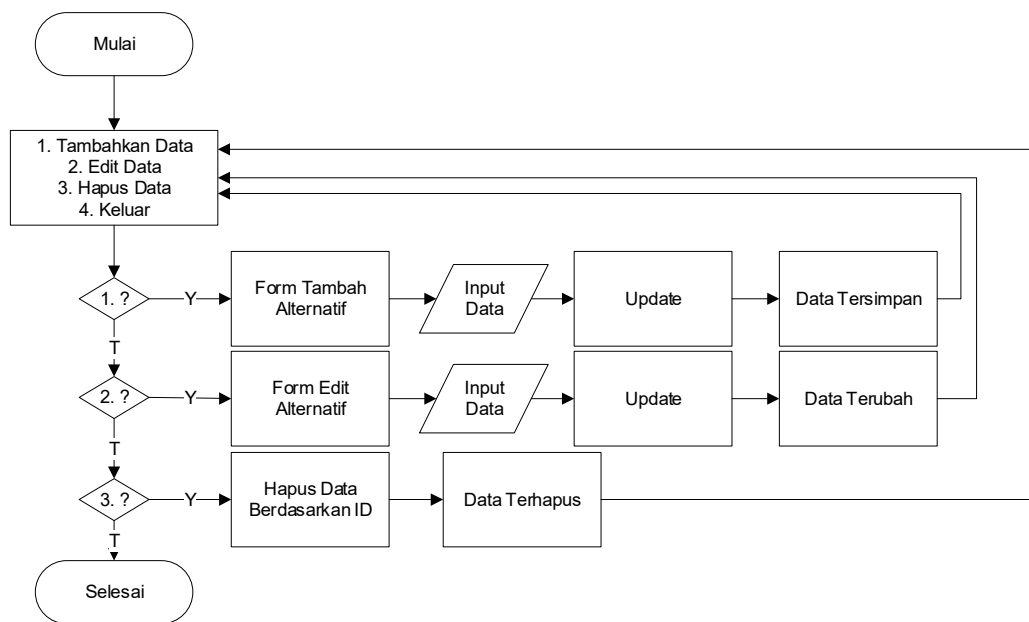 Mulai
1. Tambahkan Data
2. Edit Data
3. Hapus Data
4. Keluar
1. ?
Y
Form Tambah
Alternatif
Input
Data
Update
Data Tersimpan
T
2. ?
Y
Form Edit
Alternatif
Input
Data
Update
Data Terubah
T
3. ?
Y
Hapus Data
Berdasarkan ID
Data Terhapus
T
Selesai